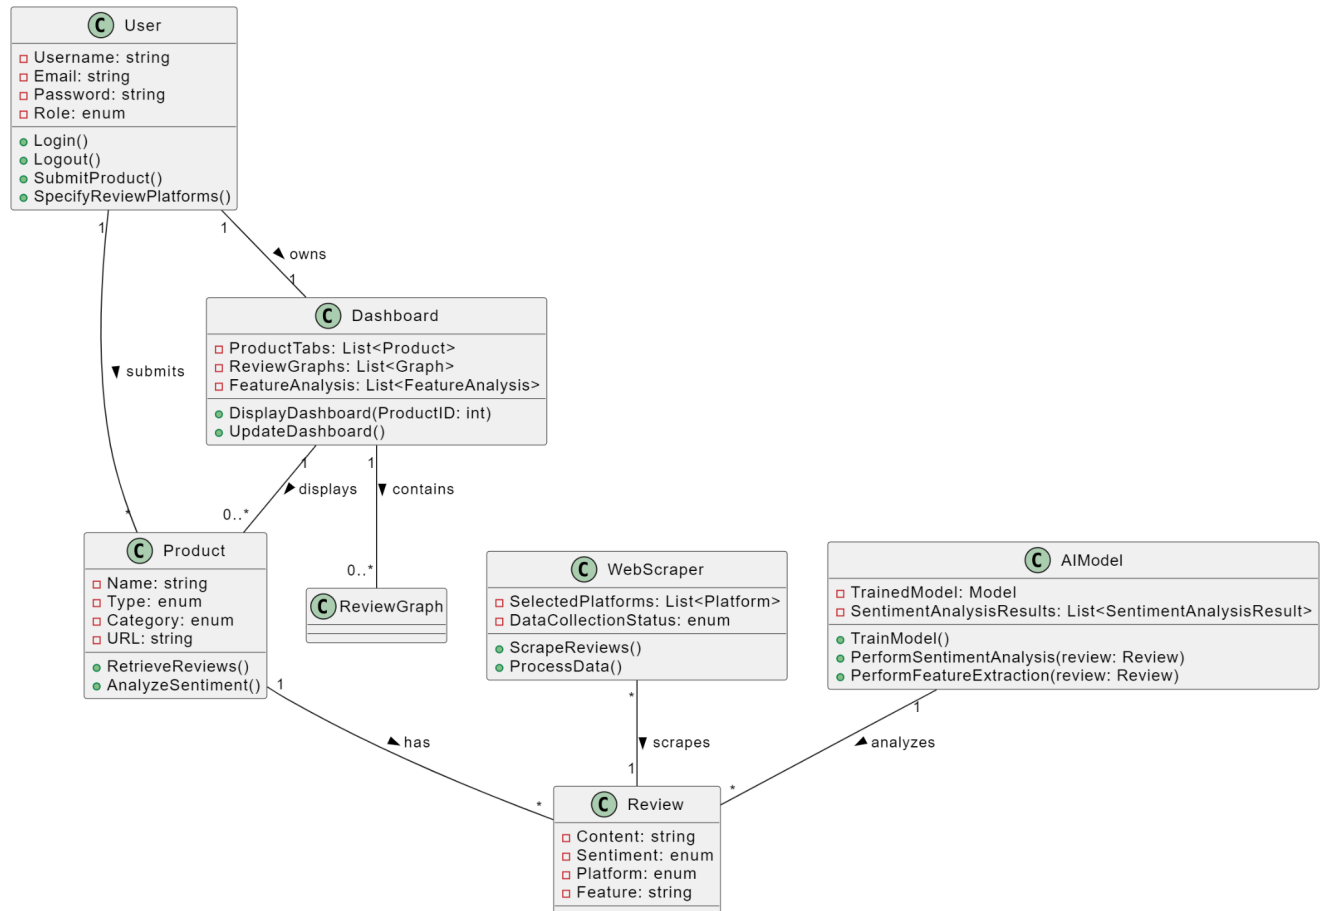 C User
Username: string
Email: string
Password: string
Role: enum
Login()
Logout()
SubmitProduct()
SpecifyReviewPlatforms()
1
1
owns
1
C Dashboard
ProductTabs: List<Product>
ReviewGraphs: List<Graph>
FeatureAnalysis: List<FeatureAnalysis>
DisplayDashboard(ProductID: int)
UpdateDashboard()
submits
1
1
displays
contains
*
0..*
0..*
C Product
Name: string
Type: enum
Category: enum
URL: string
RetrieveReviews()
AnalyzeSentiment()
C ReviewGraph
C WebScraper
SelectedPlatforms: List<Platform>
DataCollectionStatus: enum
ScrapeReviews()
ProcessData()
C AIModel
TrainedModel: Model
SentimentAnalysisResults: List<SentimentAnalysisResult>
TrainModel()
PerformSentimentAnalysis(review: Review)
PerformFeatureExtraction(review: Review)
1
*
1
has
scrapes
analyzes
*
1
*
C Review
Content: string
Sentiment: enum
Platform: enum
Feature: string